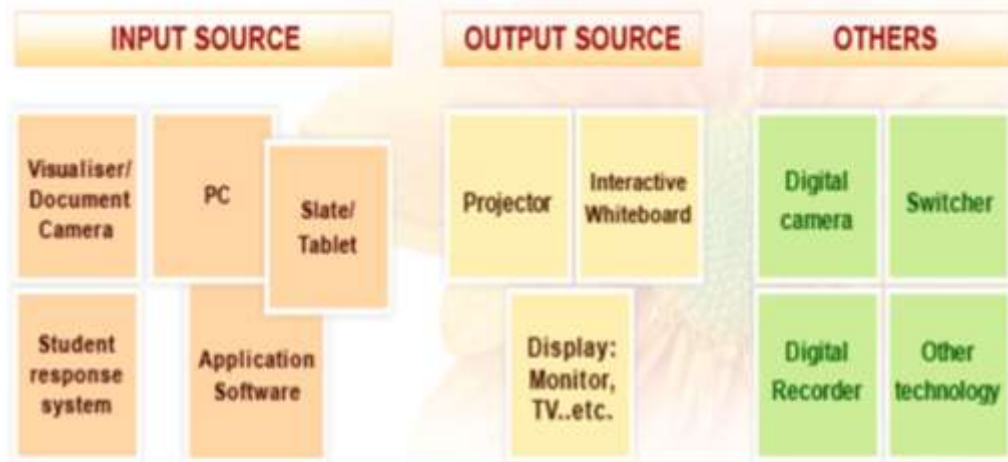 INPUT SOURCE
OUTPUT SOURCE
OTHERS
Visualiser/
Document
Camera
PC
Slate/
Tablet
Student
response
system
Application
Software
Projector
Interactive
Whiteboard
Display:
Monitor,
TV..etc.
Digital
camera
Switcher
Digital
Recorder
Other
technology